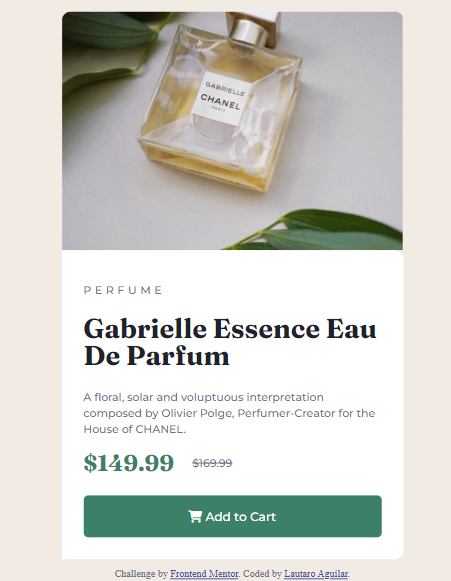 GABRIELLE
CHANEL
PARIS
PERFUME
Gabrielle Essence Eau
De Parfum
A floral, solar and voluptuous interpretation
composed by Olivier Polge, Perfumer-Creator for the
House of CHANEL.
$149.99 $169.99
Add to Cart
Challenge by Frontend Mentor. Coded by Lautaro Aguilar.